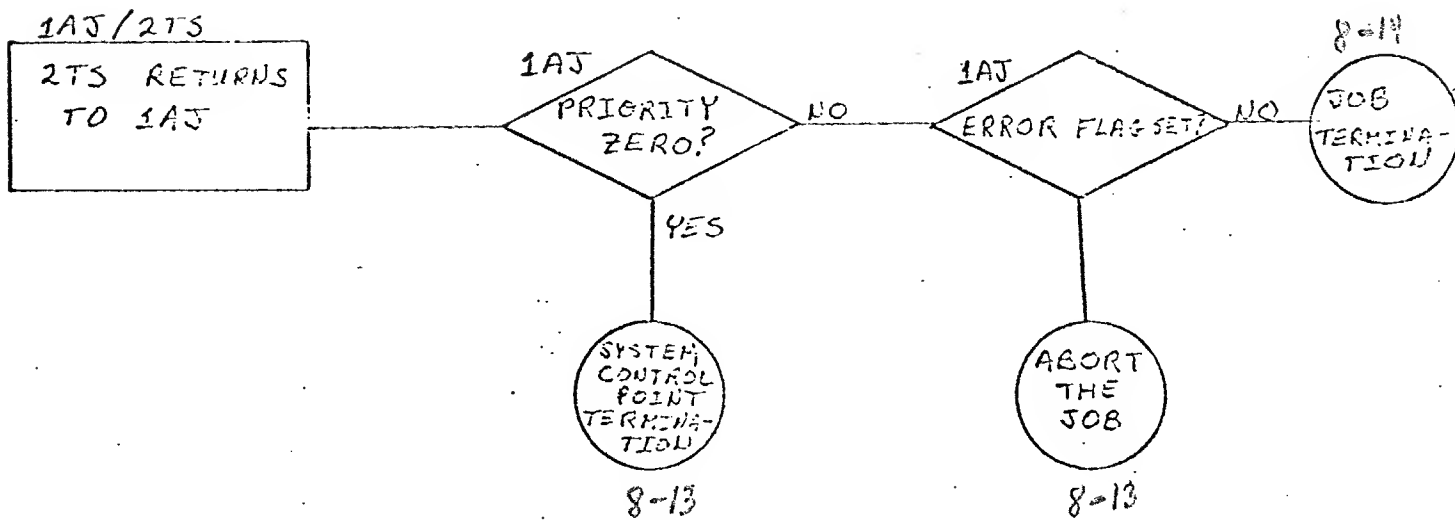 1AJ/2TS
2TS RETURNS
TO 1AJ
1AJ
PRIORITY
ZERO?
NO
YES
SYSTEM
CONTROL
POINT
TERMINA-
TION
8-13
1AJ
ERROR FLAG SET?
NO
ABORT
THE
JOB
8-13
8-14
JOB
TERMINA-
TION